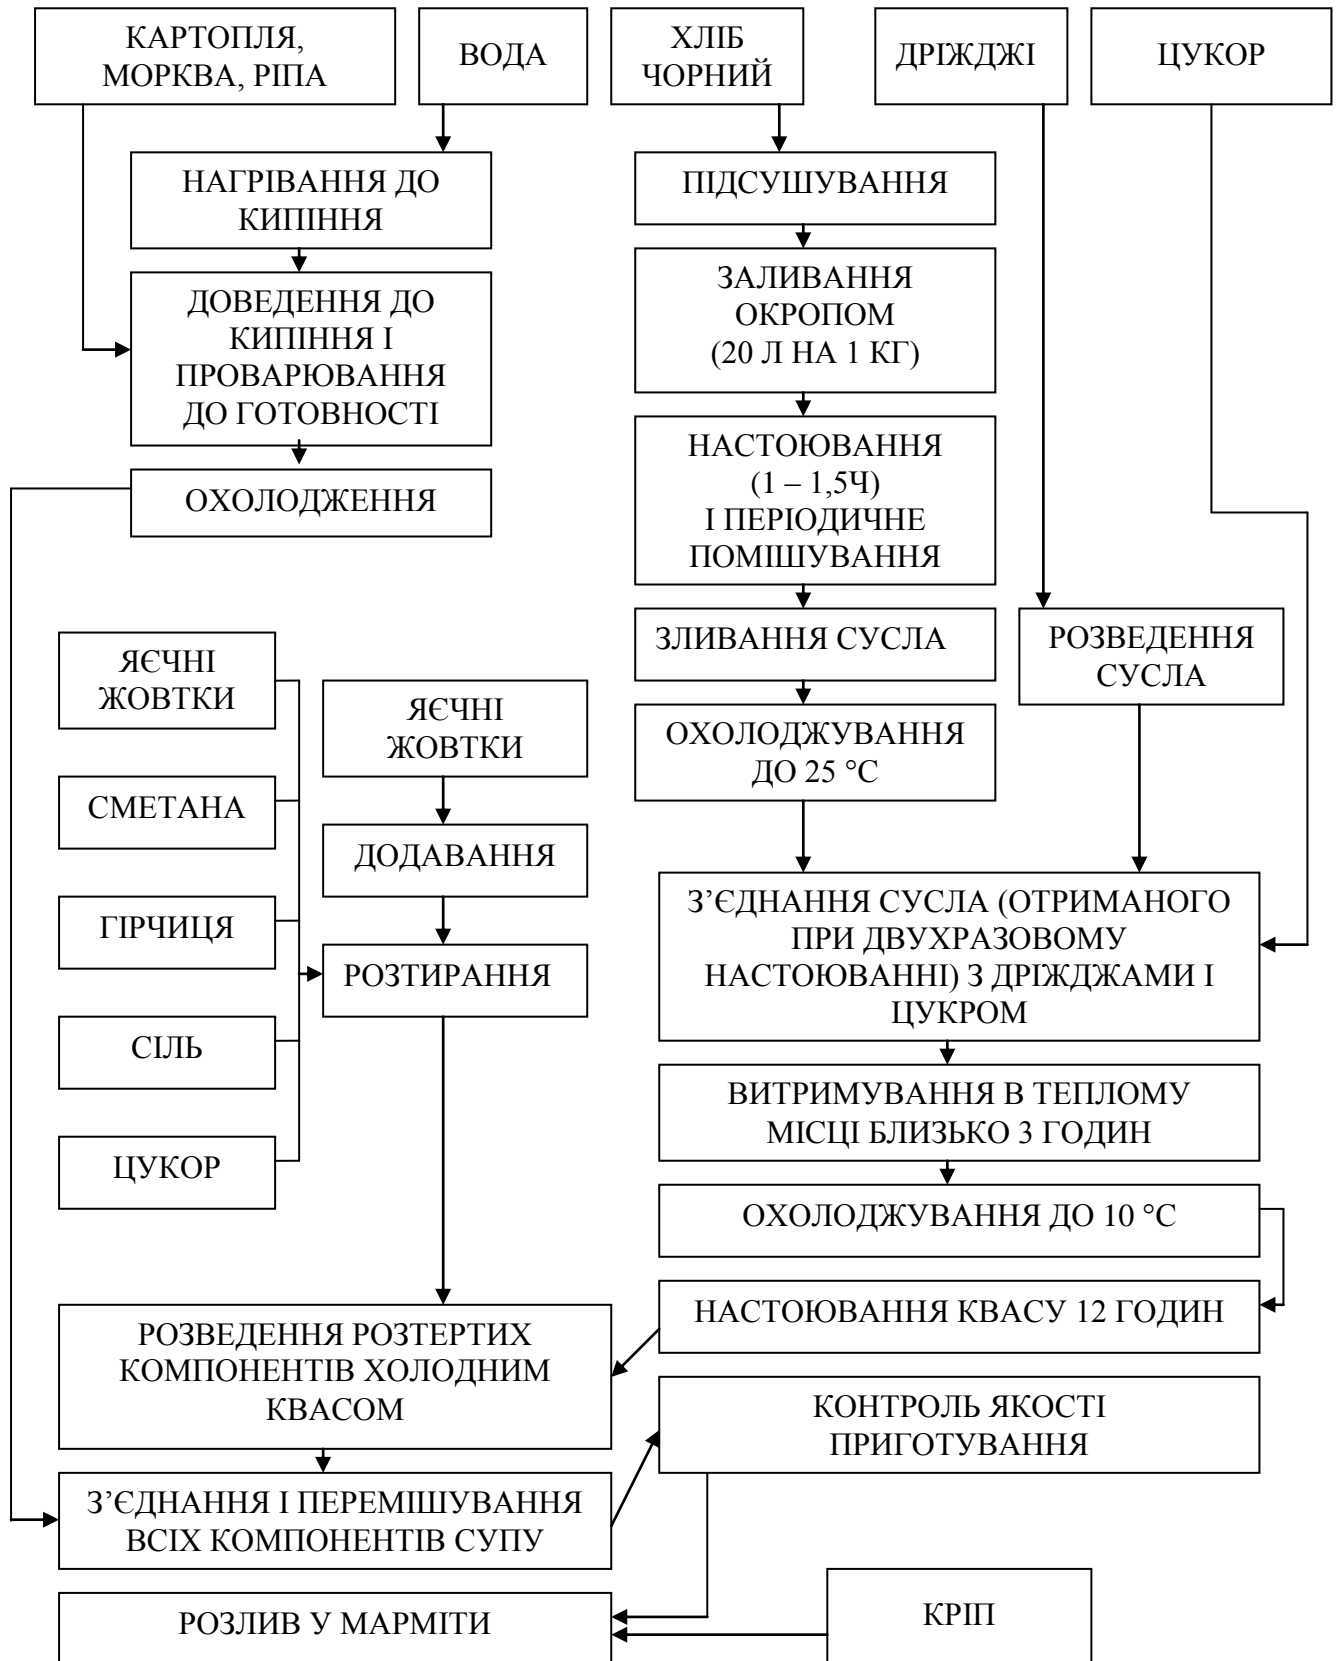 КАРТОПЛЯ,
МОРКВА, РІПА
ВОДА
ХЛІБ
ЧОРНИЙ
ДРІЖДЖІ
ЦУКОР
НАГРІВАННЯ ДО
КИПІННЯ
ПІДСУШУВАННЯ
ДОВЕДЕННЯ ДО
КИПІННЯ І
ПРОВАРЮВАННЯ
ДО ГОТОВНОСТІ
ЗАЛИВАННЯ
ОКРОПОМ
(20 Л НА 1 КГ)
ОХОЛОДЖЕННЯ
НАСТОЮВАННЯ
(1 – 1,5Ч)
І ПЕРІОДИЧНЕ
ПОМІШУВАННЯ
ЗЛИВАННЯ СУСЛА
РОЗВЕДЕННЯ
СУСЛА
ЯЄЧНІ
ЖОВТКИ
ЯЄЧНІ
ЖОВТКИ
ОХОЛОДЖУВАННЯ
ДО 25 °С
СМЕТАНА
ДОДАВАННЯ
ГІРЧИЦЯ
РОЗТИРАННЯ
З’ЄДНАННЯ СУСЛА (ОТРИМАНОГО
ПРИ ДВУХРАЗОВОМУ
НАСТОЮВАННІ) З ДРІЖДЖАМИ І
ЦУКРОМ
СІЛЬ
ВИТРИМУВАННЯ В ТЕПЛОМУ
МІСЦІ БЛИЗЬКО 3 ГОДИН
ЦУКОР
ОХОЛОДЖУВАННЯ ДО 10 °С
НАСТОЮВАННЯ КВАСУ 12 ГОДИН
РОЗВЕДЕННЯ РОЗТЕРТИХ
КОМПОНЕНТІВ ХОЛОДНИМ
КВАСОМ
КОНТРОЛЬ ЯКОСТІ
ПРИГОТУВАННЯ
З’ЄДНАННЯ І ПЕРЕМІШУВАННЯ
ВСІХ КОМПОНЕНТІВ СУПУ
РОЗЛИВ У МАРМІТИ
КРІП